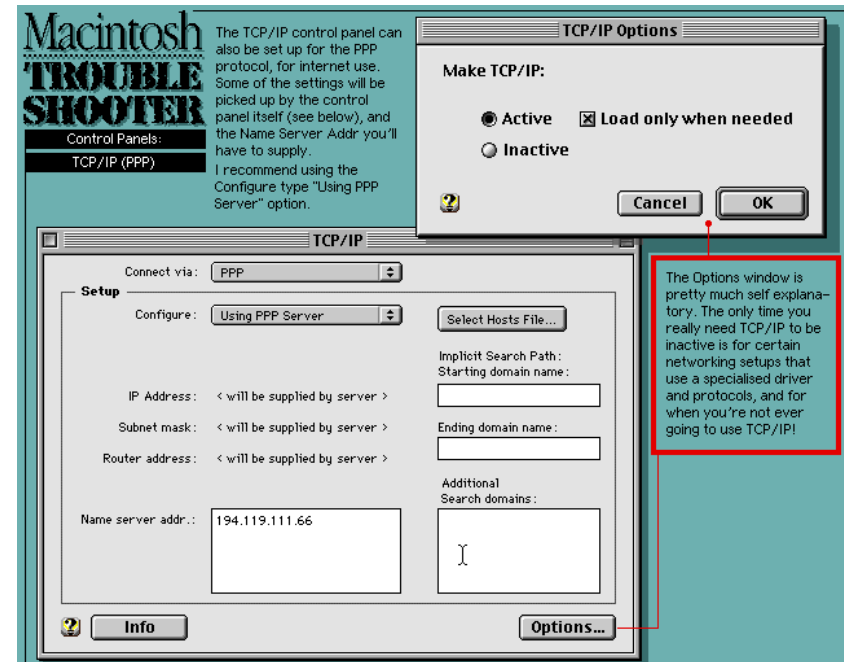 Macintosh
TROUBLE
SHOOTER
Control Panels:
TCP/IP (PPP)
The TCP/IP control panel can
also be set up for the PPP
protocol, for internet use.
Some of the settings will be
picked up by the control
panel itself (see below), and
the Name Server Addr you'll
have to supply.
I recommend using the
Configure type "Using PPP
Server" option.
TCP/IP Options
Make TCP/IP:
Active
Load only when needed
Inactive
Cancel
OK
TCP/IP
Connect via:
PPP
Setup
Configure:
Using PPP Server
Select Hosts File...
Implicit Search Path:
Starting domain name:
IP Address:
< will be supplied by server >
Subnet mask:
< will be supplied by server >
Ending domain name:
Router address:
< will be supplied by server >
Additional
Search domains:
Name server addr.:
194.119.111.66
Info
Options...
The Options window is
pretty much self explana-
tory. The only time you
really need TCP/IP to be
inactive is for certain
networking setups that
use a specialised driver
and protocols, and for
when you're not ever
going to use TCP/IP!